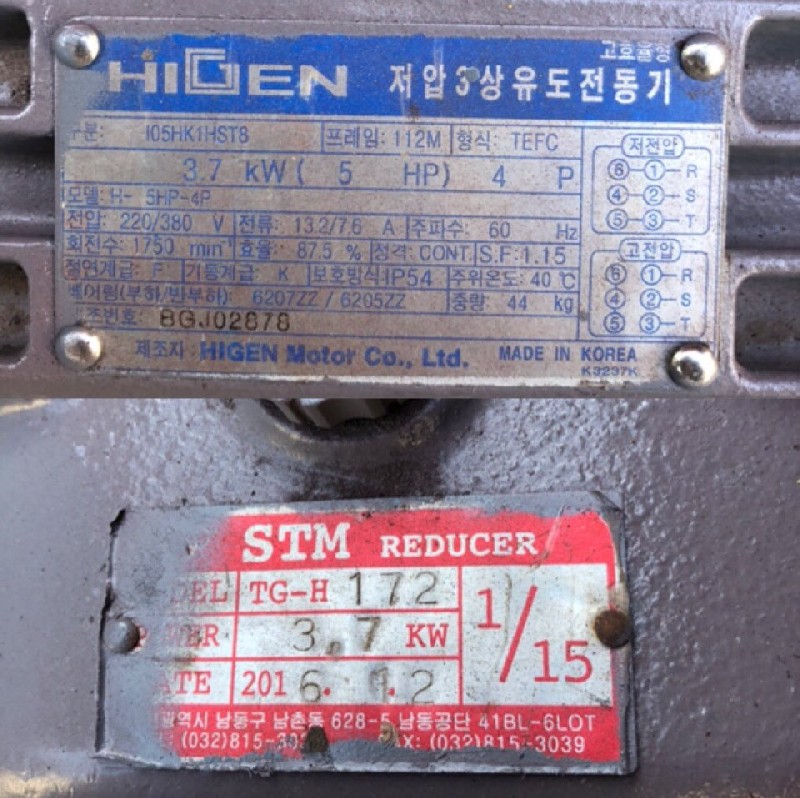 고효율형
HIGEN 저압3상유도전동기
구분: I05HK1HST8 프레임: 112M 형식: TEFC
3.7 kW ( 5 HP) 4 P
모델: H- 5HP-4P
전압: 220/380 V 전류: 13.2/7.6 A 주파수: 60 Hz
회전수: 1750 min⁻¹ 효율: 87.5 % 정격: CONT. S.F: 1.15
절연계급: F 기동계급: K 보호방식: IP54 주위온도: 40 ℃
베어링(부하/반부하): 6207ZZ / 6205ZZ 중량: 44 kg
BGJ02878
제조자 HIGEN Motor Co., Ltd. MADE IN KOREA
K3237K
저전압
⑥-①-R
④-②-S
⑤-③-T
고전압
⑥ ①-R
④ ②-S
⑤ ③-T
STM REDUCER
TG-H 172
3.7 KW
1/15
2016. 12
남동구 남촌동 628-5 남동공단 41BL-6LOT
(032)815-3039